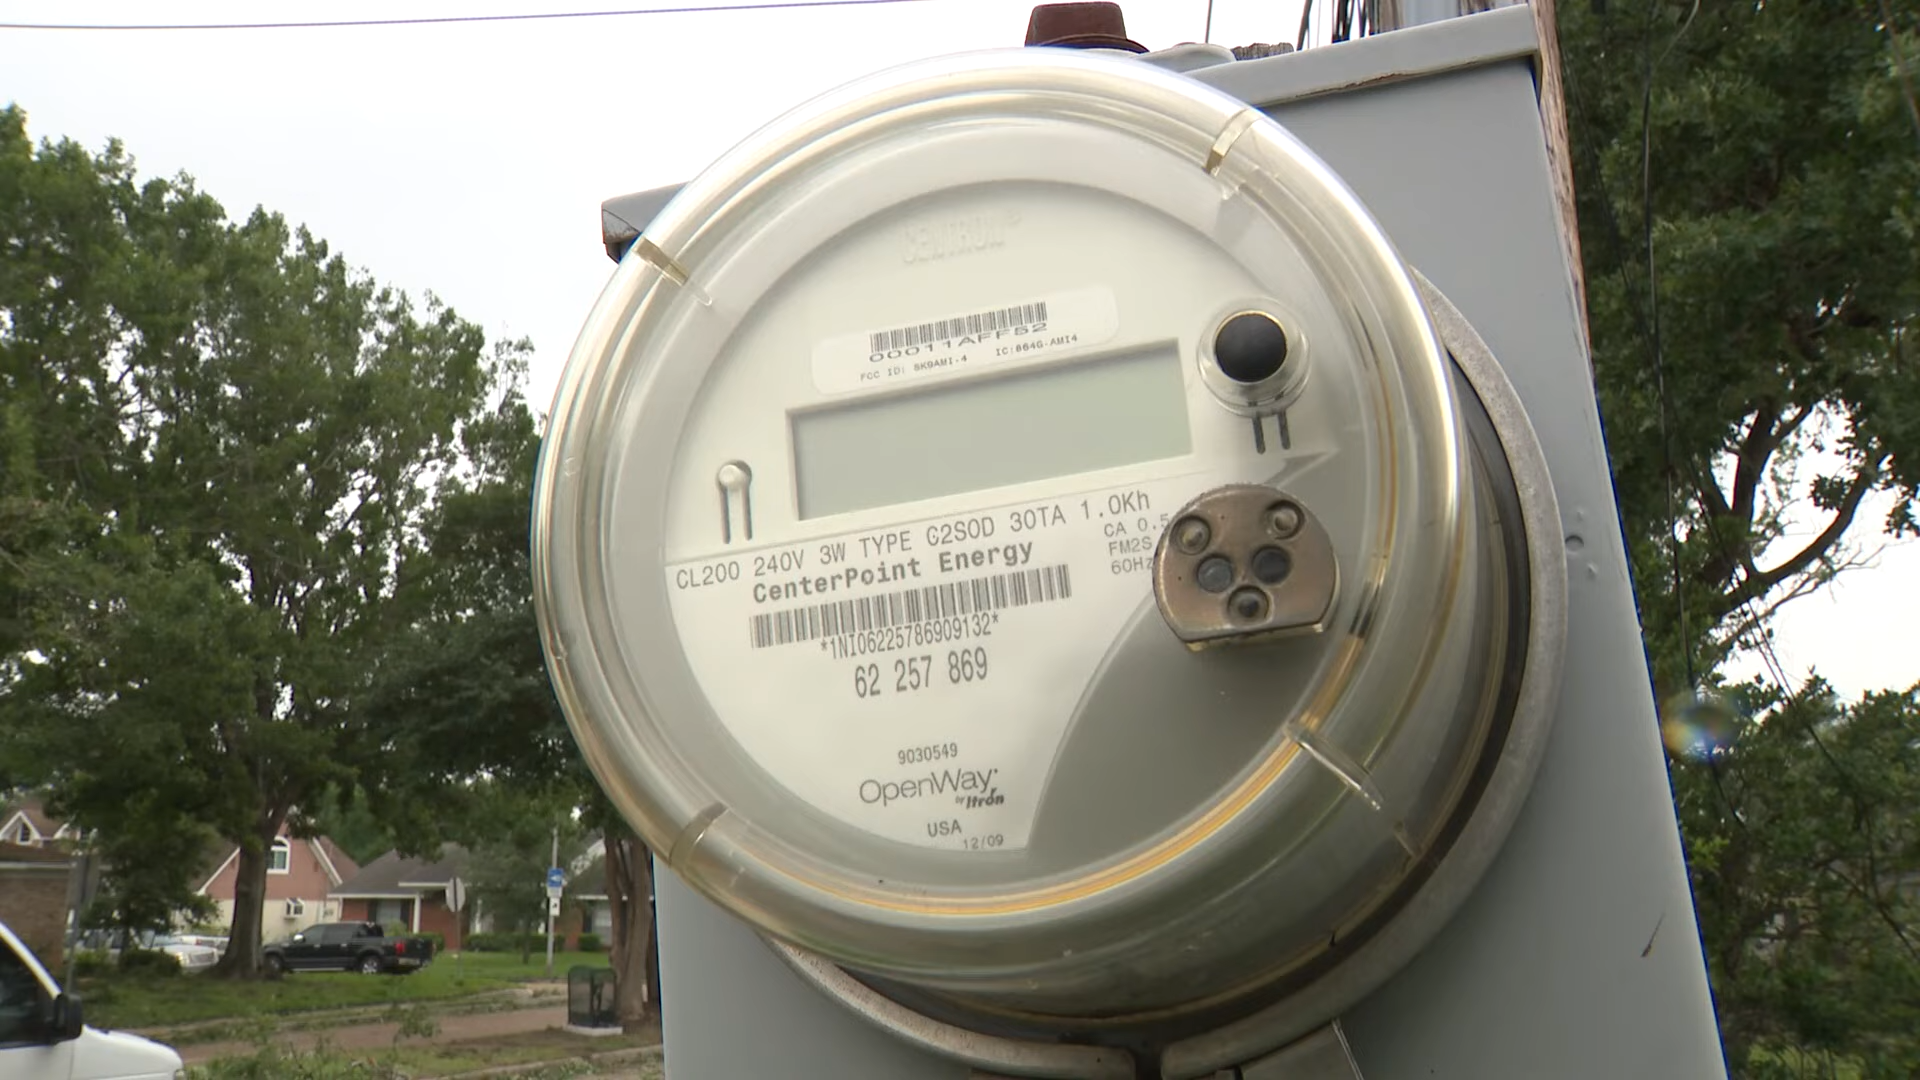 CENTRON®
00011AFF52
FCC ID: SK9AMI-4 IC:864G-AMI4
CL200 240V 3W TYPE C2SOD 30TA 1.0Kh
CenterPoint Energy
CA 0.5
FM2S
60Hz
*1NI06225786909132*
62 257 869
9030549
OpenWay
by Itron
USA
12/09